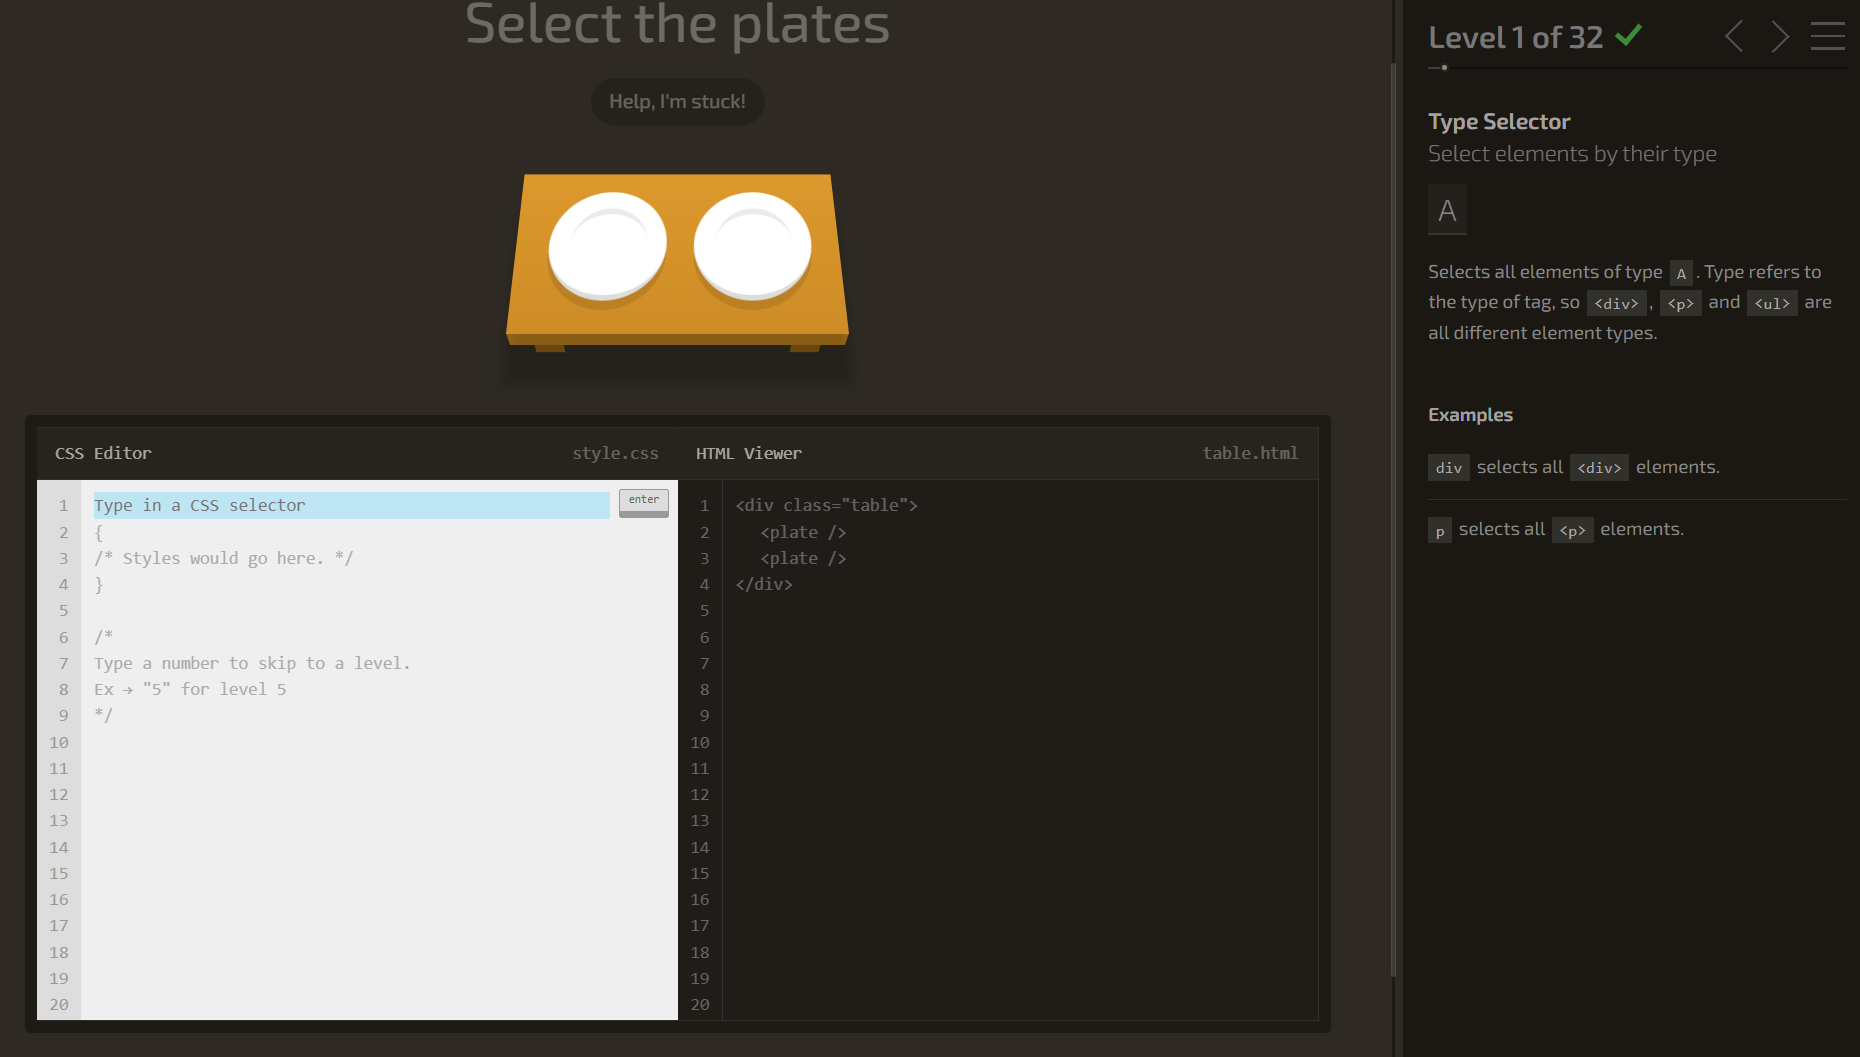 Select the plates
Help, I'm stuck!
CSS Editor
style.css
1
2
3
4
5
6
7
8
9
10
11
12
13
14
15
16
17
18
19
20
Type in a CSS selector
{
/* Styles would go here. */
}
/*
Type a number to skip to a level.
Ex → "5" for level 5
*/
enter
HTML Viewer
table.html
1
2
3
4
5
6
7
8
9
10
11
12
13
14
15
16
17
18
19
20
<div class="table">
<plate />
<plate />
</div>
Level 1 of 32
Type Selector
Select elements by their type
A
Selects all elements of type A . Type refers to
the type of tag, so <div> , <p> and <ul> are
all different element types.
Examples
div selects all <div> elements.
p selects all <p> elements.